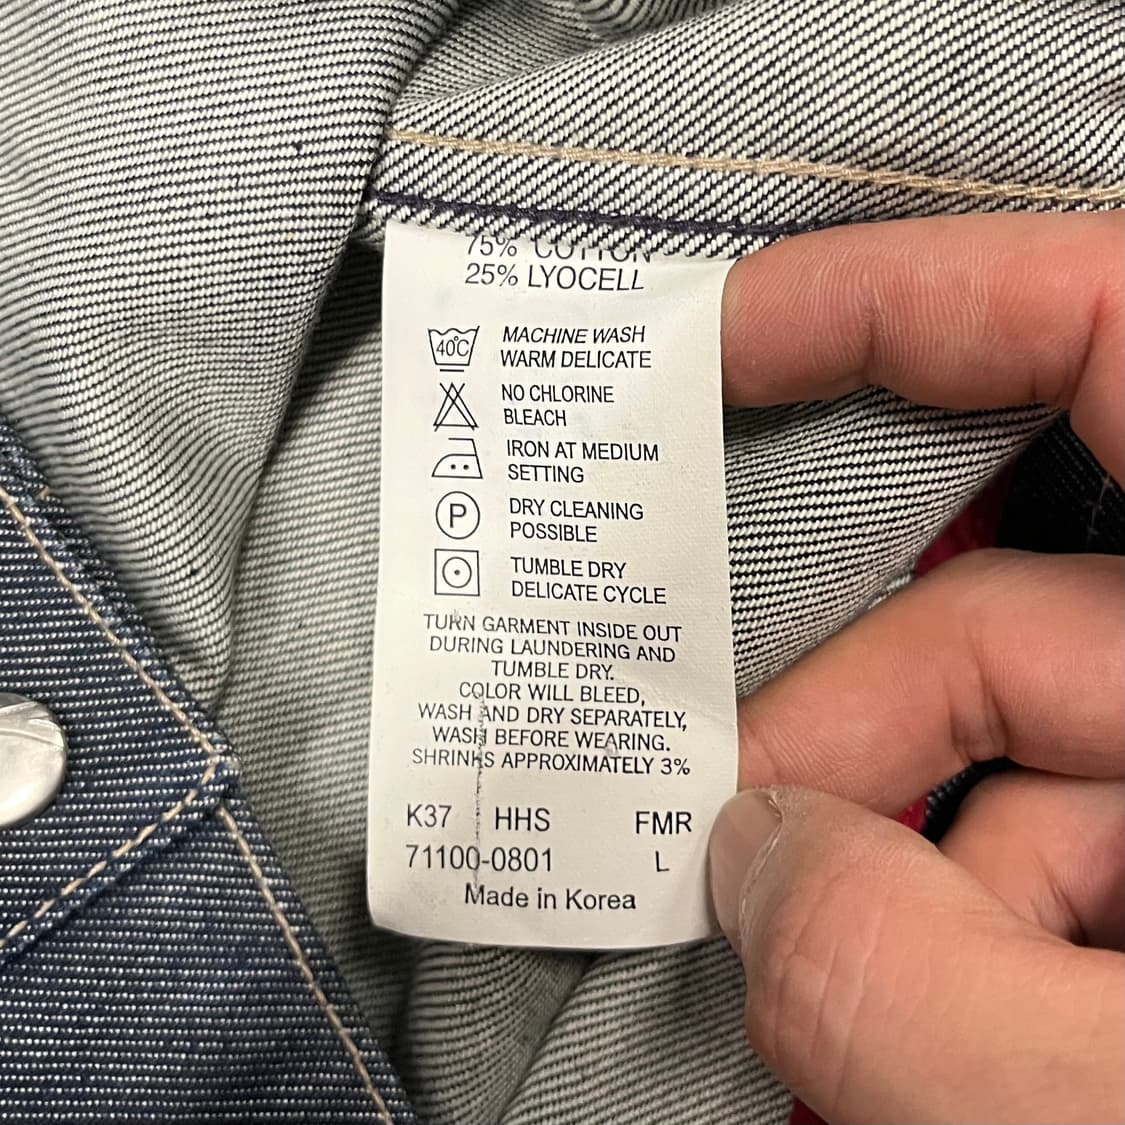 75% COTTON
25% LYOCELL
40°C
MACHINE WASH
WARM DELICATE
NO CHLORINE
BLEACH
IRON AT MEDIUM
SETTING
P
DRY CLEANING
POSSIBLE
TUMBLE DRY
DELICATE CYCLE
TURN GARMENT INSIDE OUT
DURING LAUNDERING AND
TUMBLE DRY.
COLOR WILL BLEED,
WASH AND DRY SEPARATELY,
WASH BEFORE WEARING.
SHRINKS APPROXIMATELY 3%
K37 HHS FMR
71100-0801 L
Made in Korea